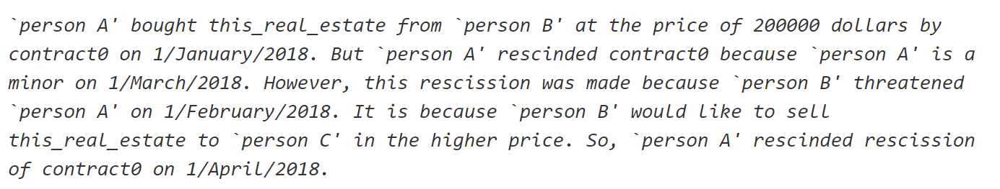 `person A' bought this_real_estate from `person B' at the price of 200000 dollars by
contract0 on 1/January/2018. But `person A' rescinded contract0 because `person A' is a
minor on 1/March/2018. However, this rescission was made because `person B' threatened
`person A' on 1/February/2018. It is because `person B' would like to sell
this_real_estate to `person C' in the higher price. So, `person A' rescinded rescission
of contract0 on 1/April/2018.